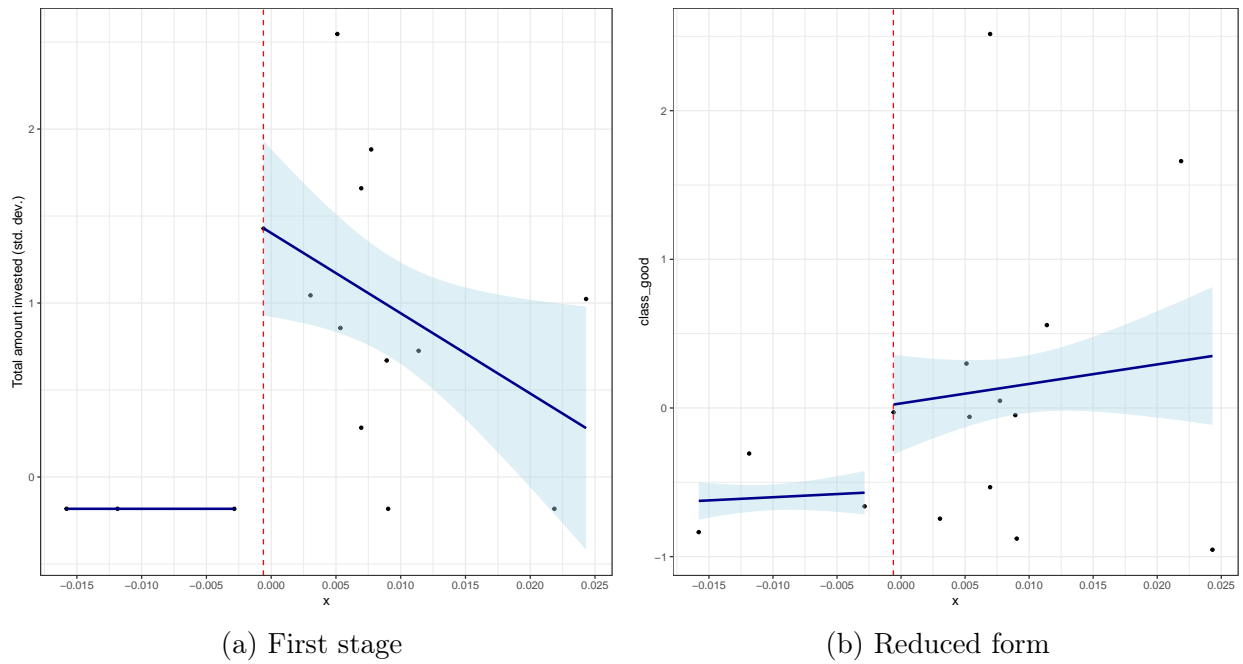 Total amount invested (std. dev.)
2
1
0
−0.015 −0.010 −0.005 0.000 0.005 0.010 0.015 0.020 0.025
x
(a) First stage
class_good
2
1
0
−1
−0.015 −0.010 −0.005 0.000 0.005 0.010 0.015 0.020 0.025
x
(b) Reduced form